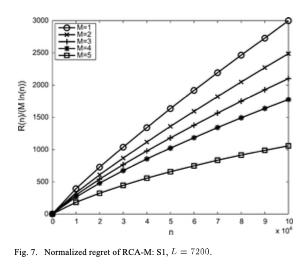 3000
2500
2000
1500
1000
500
0
R(n)/(M ln(n))
M=1
M=2
M=3
M=4
M=5
0 1 2 3 4 5 6 7 8 9 10
n
x 10⁴
Fig. 7. Normalized regret of RCA-M: S1, L = 7200.